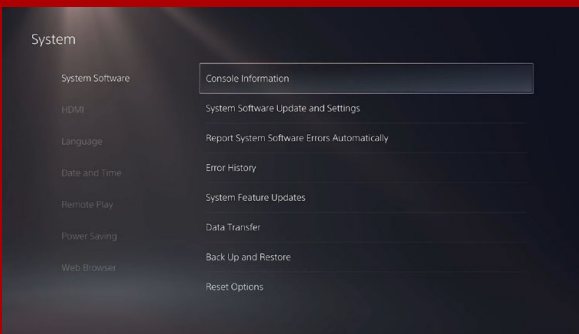 System
System Software
HDMI
Language
Date and Time
Remote Play
Power Saving
Web Browser
Console Information
System Software Update and Settings
Report System Software Errors Automatically
Error History
System Feature Updates
Data Transfer
Back Up and Restore
Reset Options